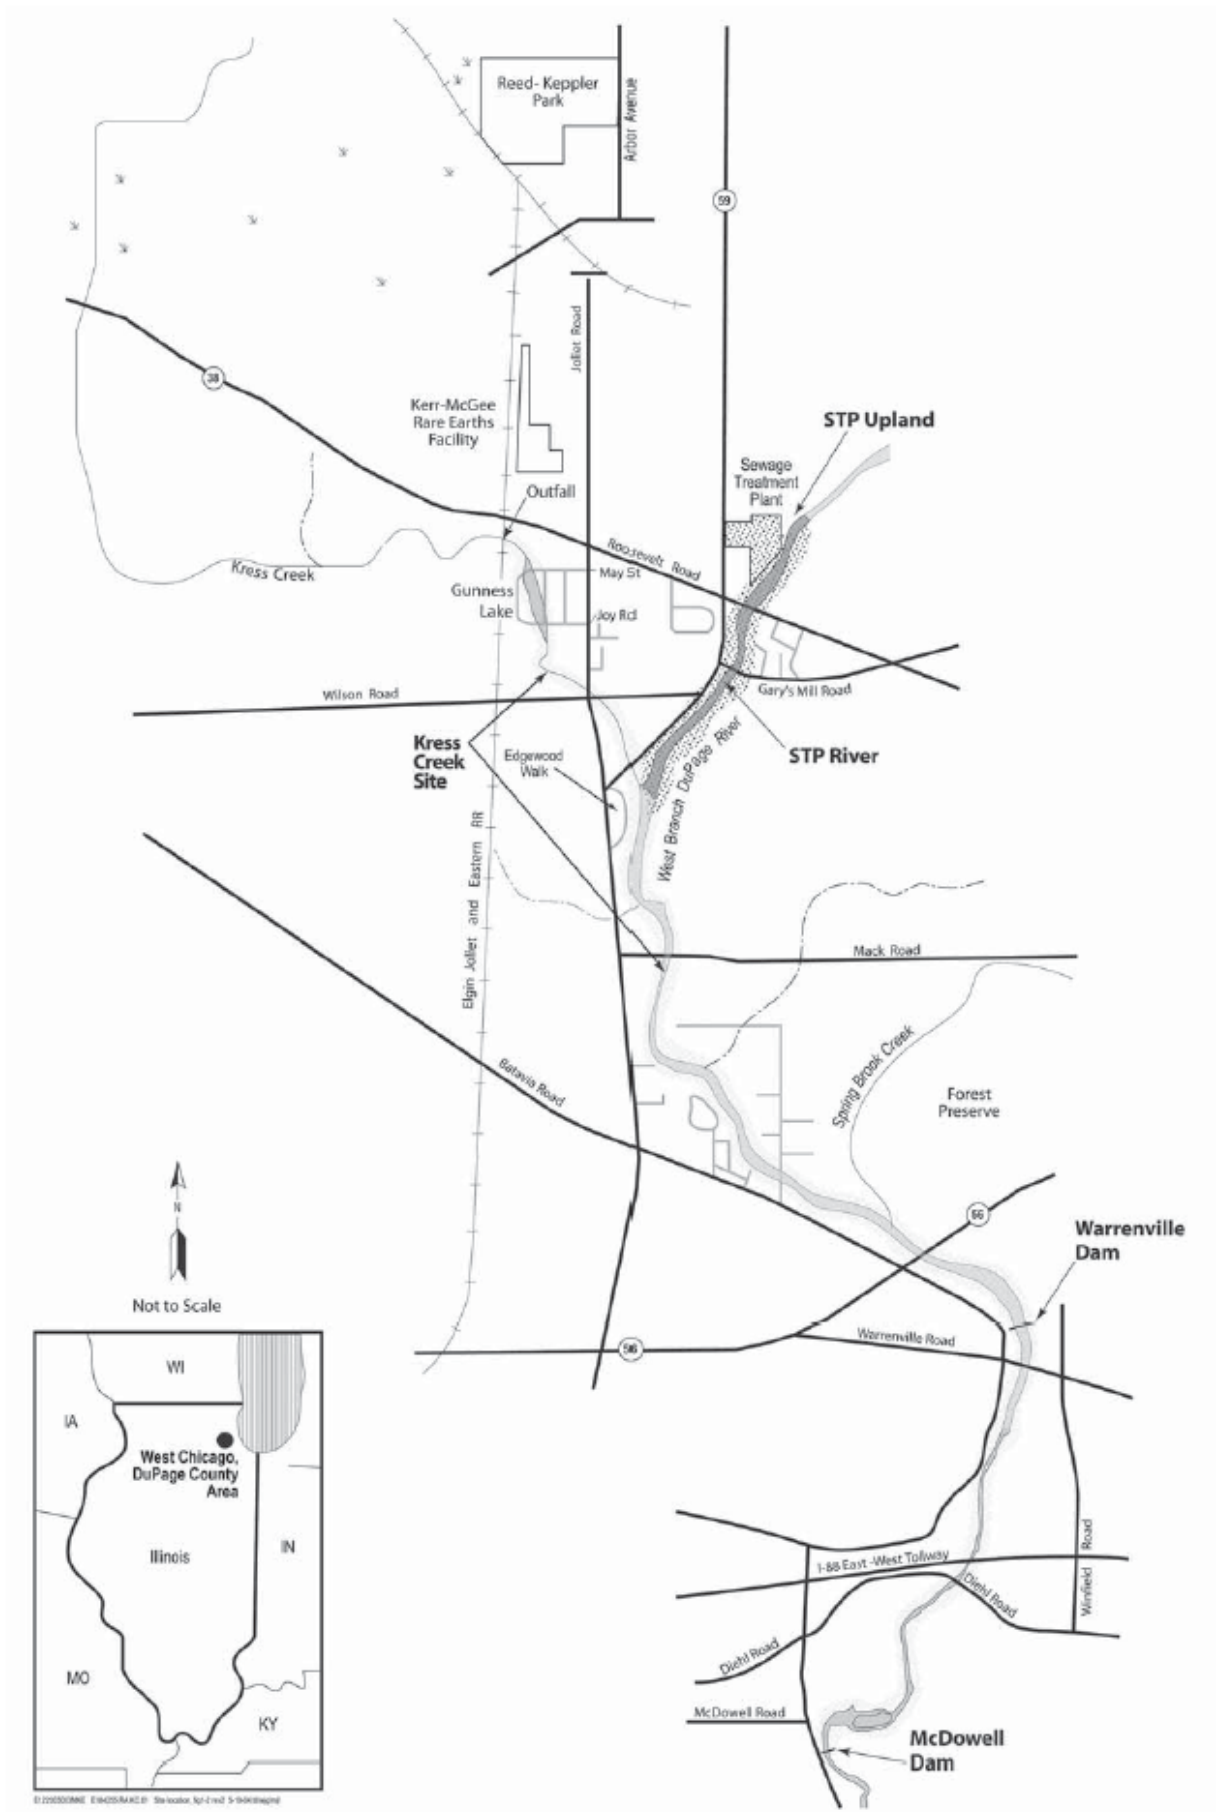 Reed- Keppler
Park
Arbor Avenue
59
Joliet Road
38
Kerr-McGee
Rare Earths
Facility
STP Upland
Sewage
Treatment
Plant
Outfall
Roosevelt Road
Kress Creek
May St
Gunness
Lake
Joy Rd
Wilson Road
Gary's Mill Road
Kress
Creek
Site
Edgewood
Walk
STP River
West Branch DuPage River
Elgin Joliet and Eastern RR
Mack Road
Batavia Road
Spring Brook Creek
Forest
Preserve
N
Not to Scale
56
Warrenville
Dam
Warrenville Road
56
WI
IA
West Chicago,
DuPage County
Area
Illinois
IN
MO
KY
I-88 East -West Tollway
Winfield Road
Diehl Road
Diehl Road
McDowell Road
McDowell
Dam